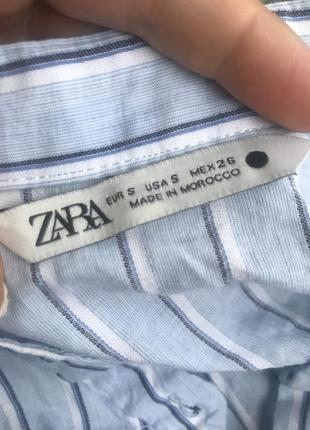 ZARA
EUR S USA S MEX 26
MADE IN MOROCCO